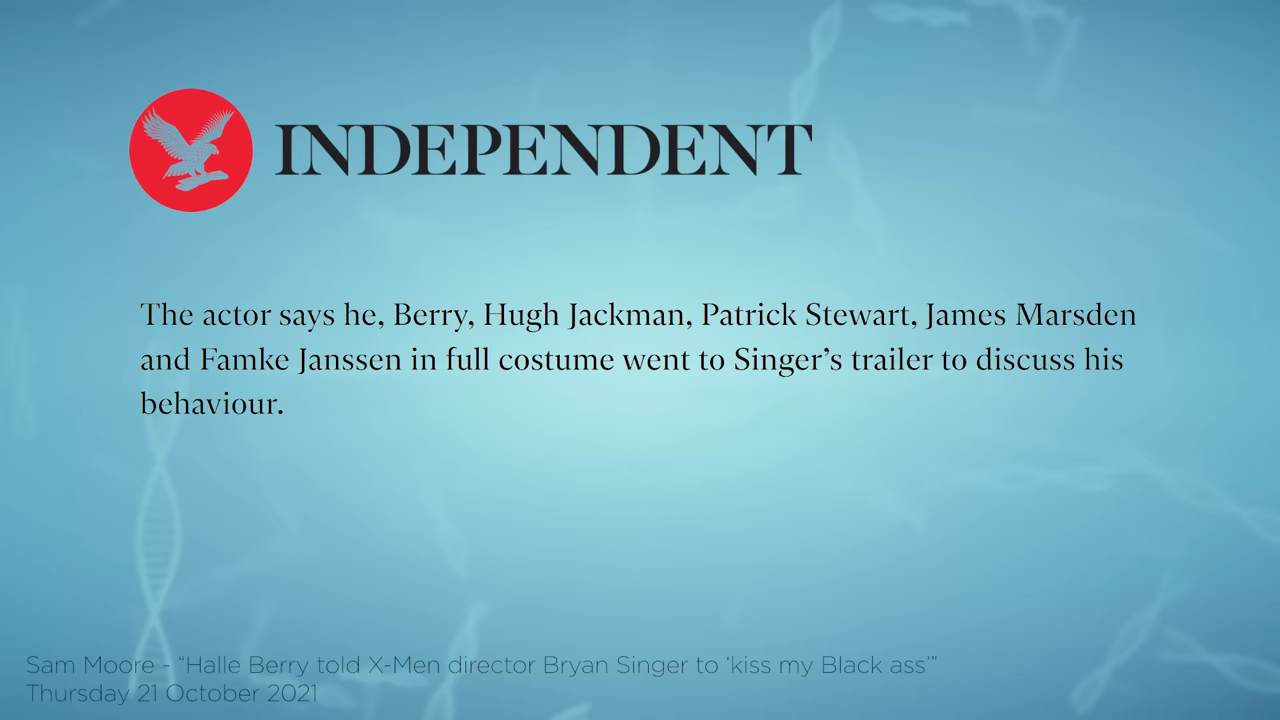 INDEPENDENT
The actor says he, Berry, Hugh Jackman, Patrick Stewart, James Marsden
and Famke Janssen in full costume went to Singer’s trailer to discuss his
behaviour.
Sam Moore - “Halle Berry told X-Men director Bryan Singer to ‘kiss my Black ass’”
Thursday 21 October 2021